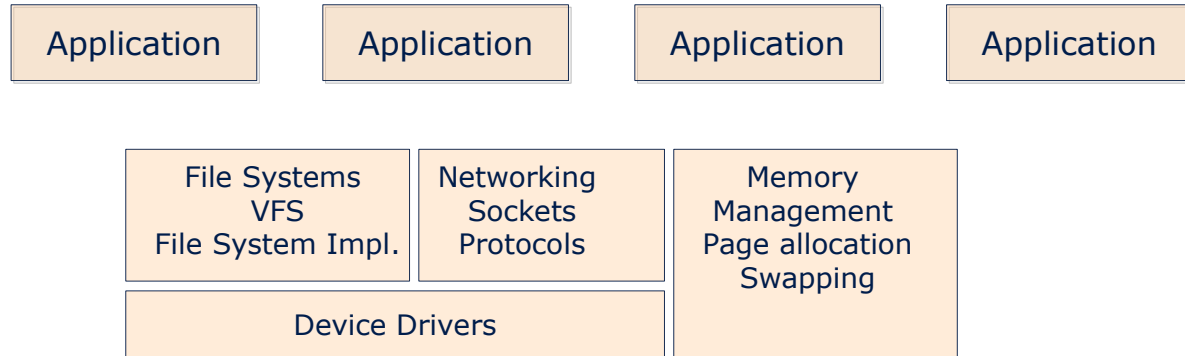 Application
Application
Application
Application
File Systems
VFS
File System Impl.
Networking
Sockets
Protocols
Memory
Management
Page allocation
Swapping
Device Drivers